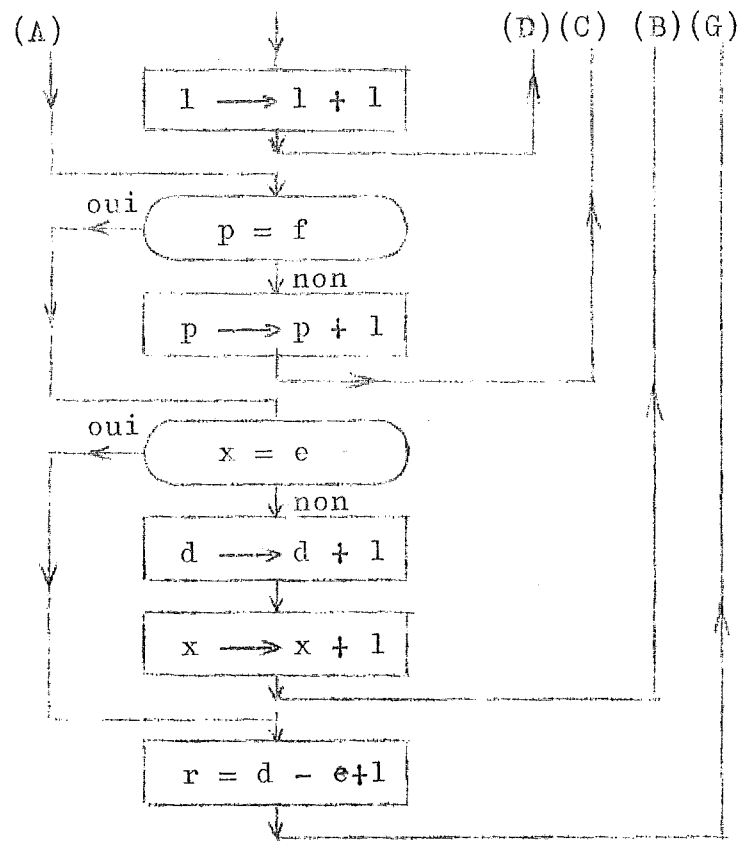 (A) (D) (C) (B) (G)
l ⟶ l + 1
oui
p = f
non
p ⟶ p + 1
oui
x = e
non
d ⟶ d + 1
x ⟶ x + 1
r = d - e+1